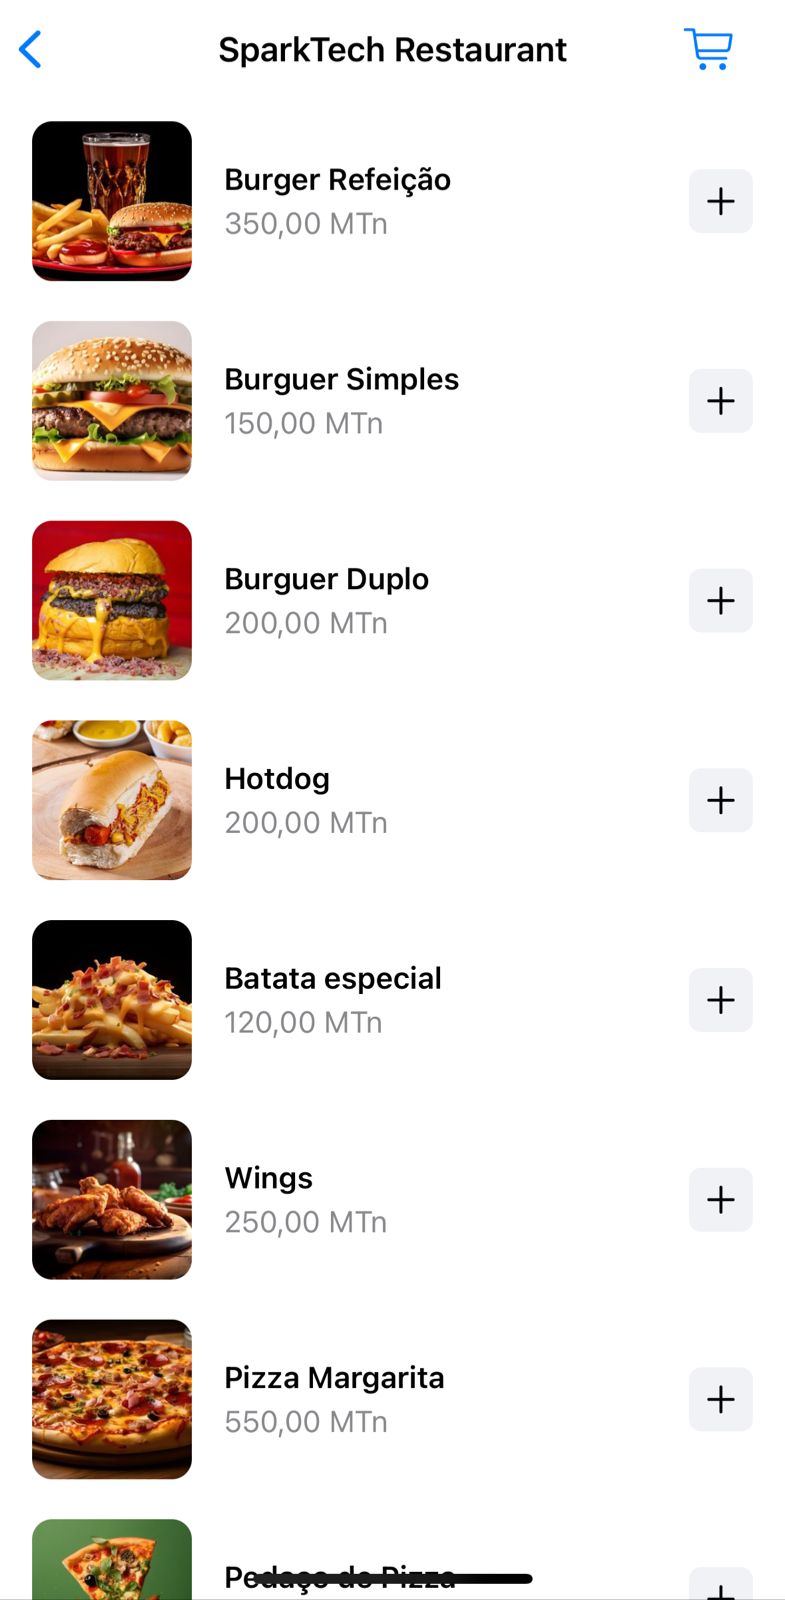 SparkTech Restaurant
Burger Refeição
350,00 MTn
Burguer Simples
150,00 MTn
Burguer Duplo
200,00 MTn
Hotdog
200,00 MTn
Batata especial
120,00 MTn
Wings
250,00 MTn
Pizza Margarita
550,00 MTn
Pedaço do Pizza